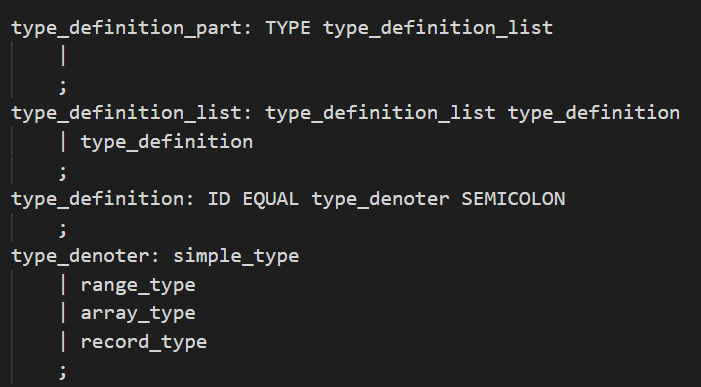 type_definition_part: TYPE type_definition_list
    |
    ;
type_definition_list: type_definition_list type_definition
    | type_definition
    ;
type_definition: ID EQUAL type_denoter SEMICOLON
    ;
type_denoter: simple_type
    | range_type
    | array_type
    | record_type
    ;